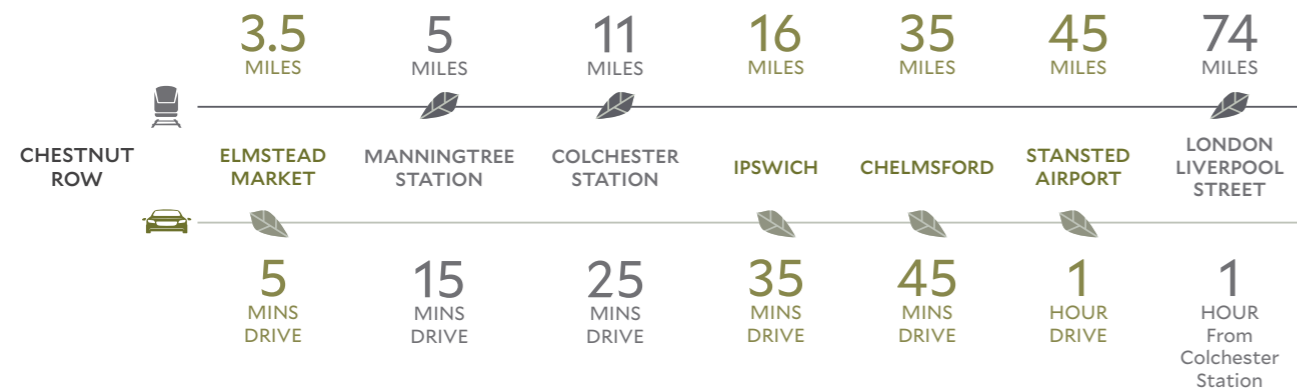 3.5 5 11 16 35 45 74
MILES MILES MILES MILES MILES MILES MILES
CHESTNUT
ROW
ELMSTEAD
MARKET
MANNINGTREE
STATION
COLCHESTER
STATION
IPSWICH
CHELMSFORD
STANSTED
AIRPORT
LONDON
LIVERPOOL
STREET
5
MINS
DRIVE
15
MINS
DRIVE
25
MINS
DRIVE
35
MINS
DRIVE
45
MINS
DRIVE
1
HOUR
DRIVE
1
HOUR
From
Colchester
Station